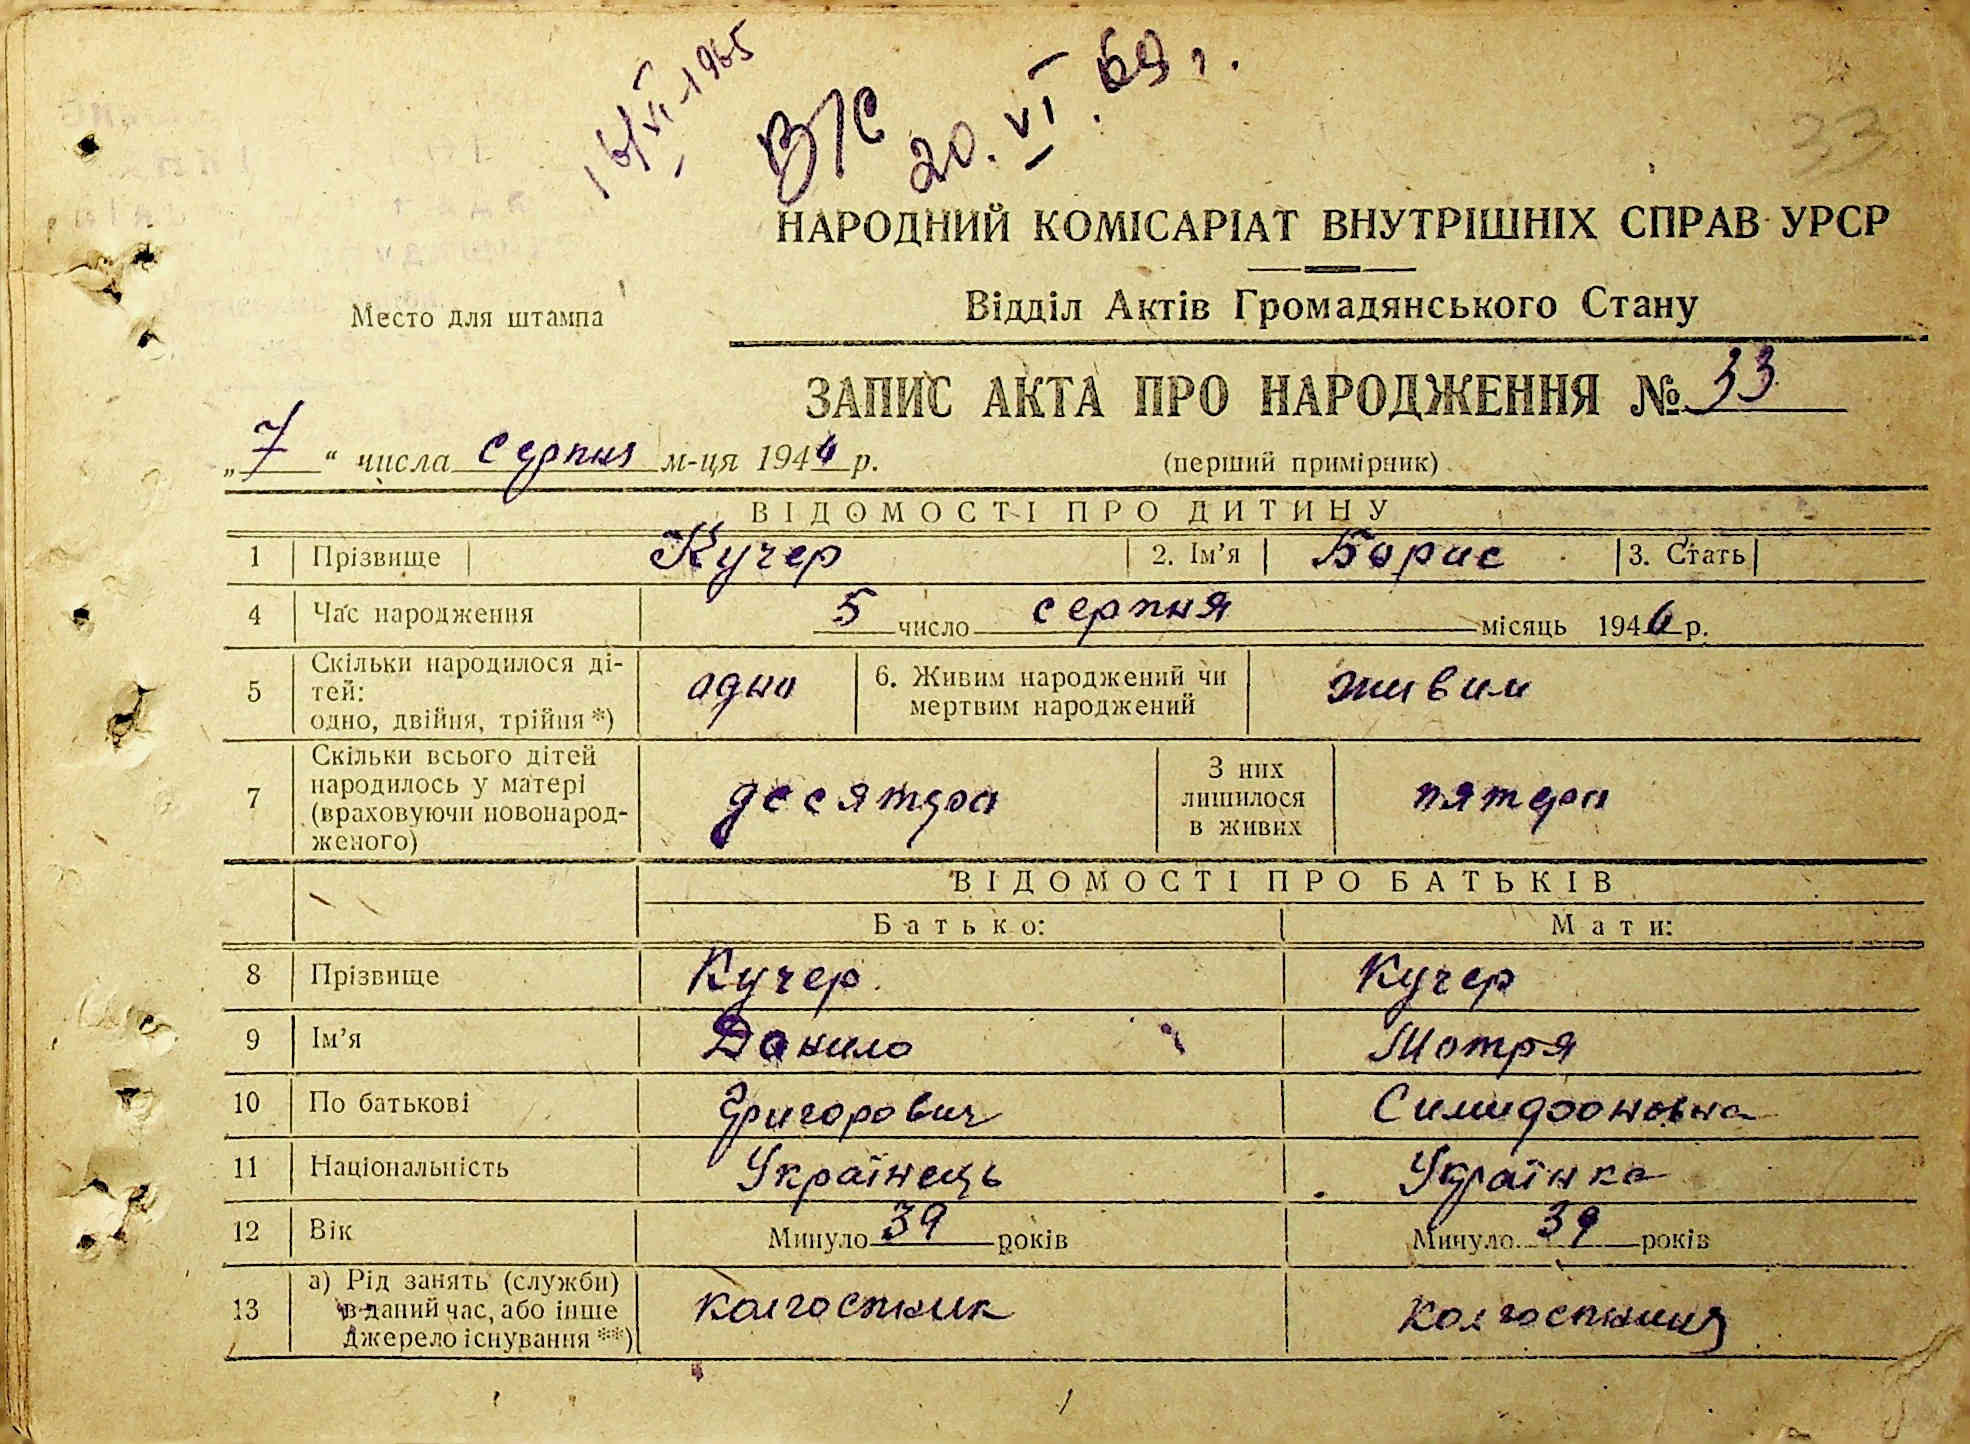 16/VI-1965
В/С 20.VI.69 г.
33
НАРОДНИЙ КОМІСАРІАТ ВНУТРІШНІХ СПРАВ УРСР
Відділ Актів Громадянського Стану
Место для штампа
ЗАПИС АКТА ПРО НАРОДЖЕННЯ № 33
„ 7 “ числа серпня м-ця 1946 р. (перший примірник)
ВІДОМОСТІ ПРО ДИТИНУ
1 Прізвище Кучер 2. Ім’я Борис 3. Стать
4 Час народження 5 число серпня місяць 1946 р.
5 Скільки народилося ді-
тей:
одно, двійня, трійня *) одно 6. Живим народжений чи
мертвим народжений живим
7 Скільки всього дітей
народилось у матері
(враховуючи новонарод-
женого) десятеро З них
лишилося
в живих пятеро
ВІДОМОСТІ ПРО БАТЬКІВ
Батько: Мати:
8 Прізвище Кучер Кучер
9 Ім’я Данило Мотря
10 По батькові Григорович Симифоновна
11 Національність Українець Українка
12 Вік Минуло 39 років Минуло 39 років
13 а) Рід занять (служби)
в даний час, або інше
джерело існування **) колгоспник колгоспниця